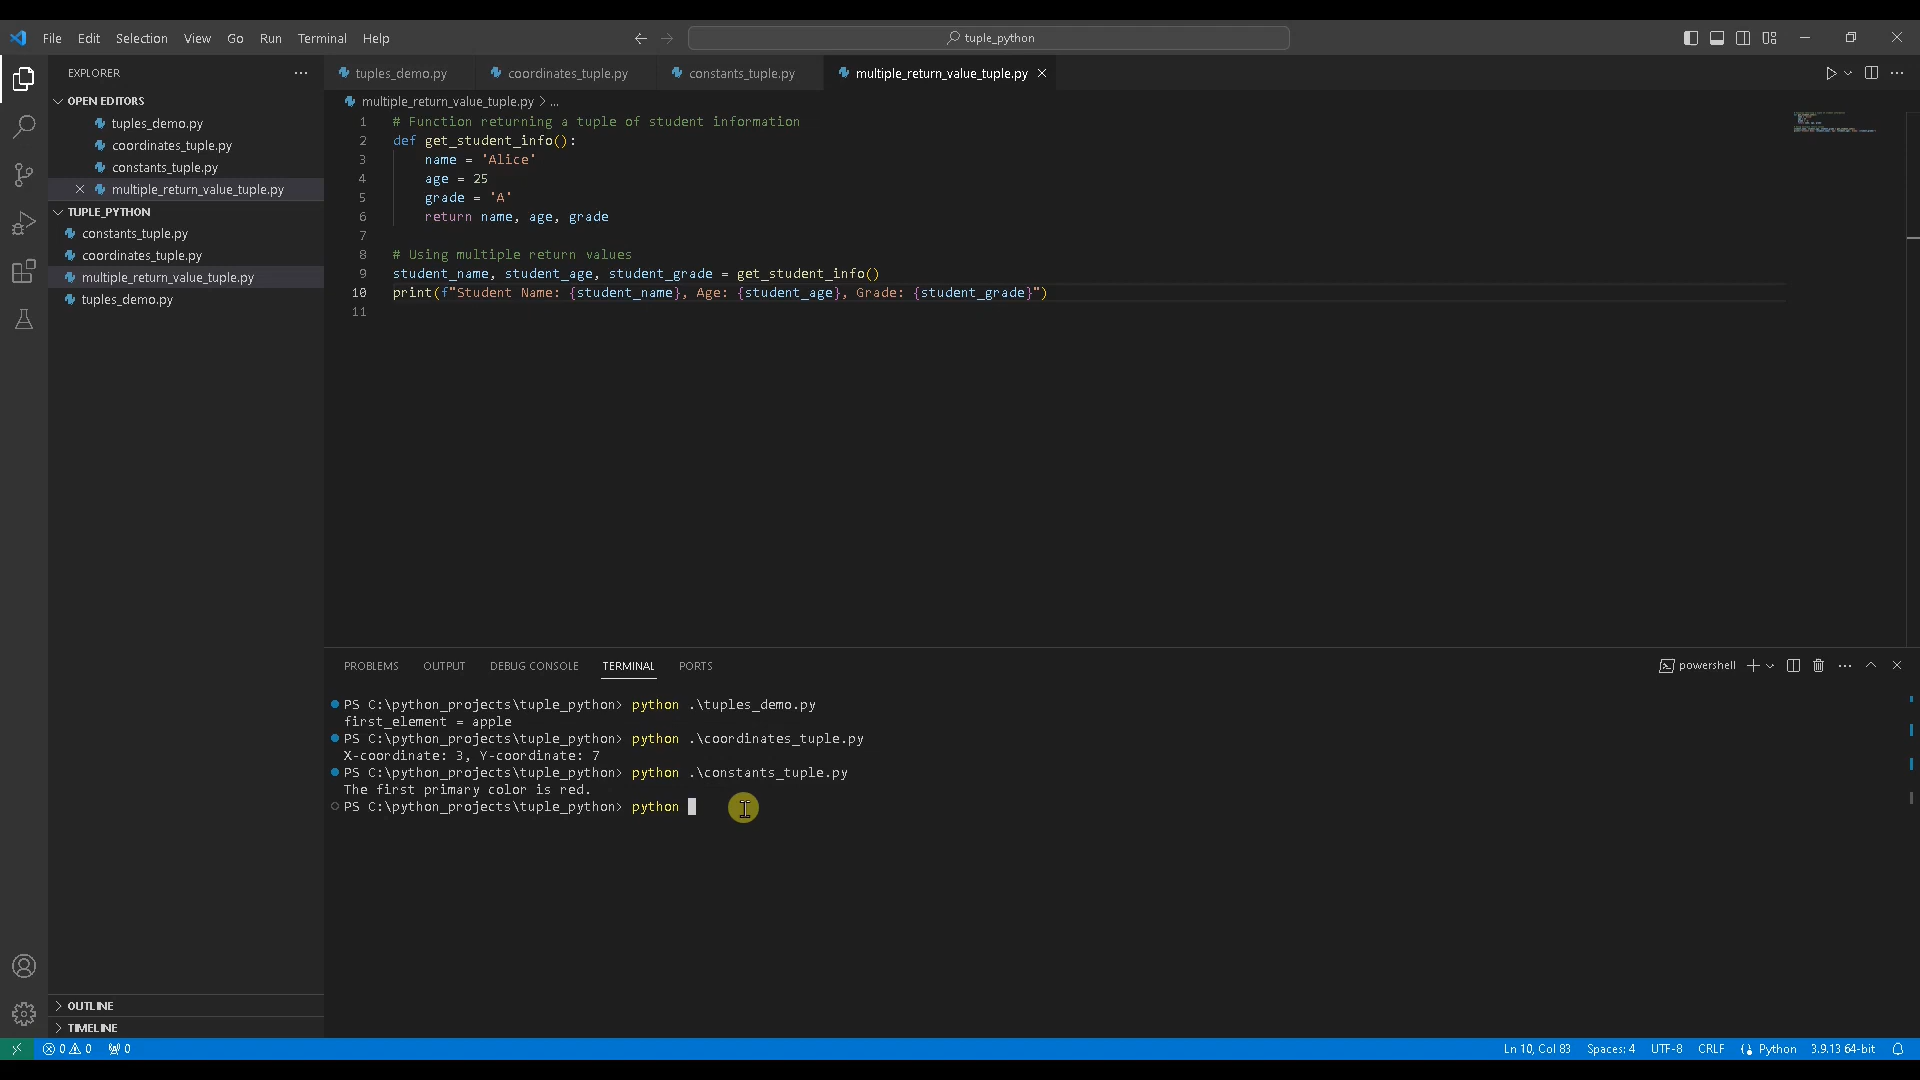 File Edit Selection View Go Run Terminal Help
tuple_python
EXPLORER
OPEN EDITORS
tuples_demo.py
coordinates_tuple.py
constants_tuple.py
multiple_return_value_tuple.py
TUPLE_PYTHON
constants_tuple.py
coordinates_tuple.py
multiple_return_value_tuple.py
tuples_demo.py
OUTLINE
TIMELINE
tuples_demo.py coordinates_tuple.py constants_tuple.py multiple_return_value_tuple.py
multiple_return_value_tuple.py > ...
1 # Function returning a tuple of student information
2 def get_student_info():
3     name = 'Alice'
4     age = 25
5     grade = 'A'
6     return name, age, grade
7
8 # Using multiple return values
9 student_name, student_age, student_grade = get_student_info()
10 print(f"Student Name: {student_name}, Age: {student_age}, Grade: {student_grade}")
11
PROBLEMS OUTPUT DEBUG CONSOLE TERMINAL PORTS
powershell
PS C:\python_projects\tuple_python> python .\tuples_demo.py
first_element = apple
PS C:\python_projects\tuple_python> python .\coordinates_tuple.py
X-coordinate: 3, Y-coordinate: 7
PS C:\python_projects\tuple_python> python .\constants_tuple.py
The first primary color is red.
PS C:\python_projects\tuple_python> python
0 0 0 Ln 10, Col 83 Spaces: 4 UTF-8 CRLF Python 3.9.13 64-bit